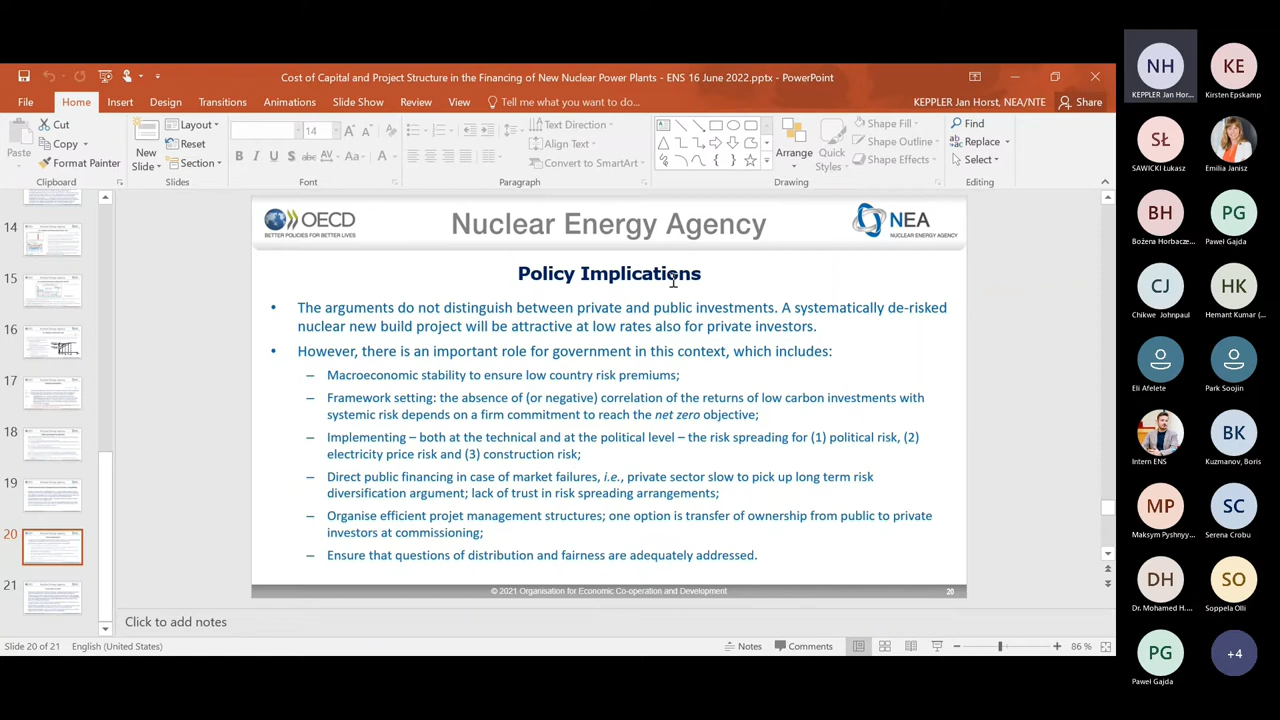 Cost of Capital and Project Structure in the Financing of New Nuclear Power Plants - ENS 16 June 2022.pptx - PowerPoint
File
Home
Insert
Design
Transitions
Animations
Slide Show
Review
View
Tell me what you want to do...
KEPPLER Jan Horst, NEA/NTE
Share
Paste
Cut
Copy
Format Painter
Clipboard
New
Slide
Layout
Reset
Section
Slides
14
B I U S abc AV Aa A
Font
Text Direction
Align Text
Convert to SmartArt
Paragraph
Arrange
Quick
Styles
Shape Fill
Shape Outline
Shape Effects
Drawing
Find
Replace
Select
Editing
14
15
16
17
18
19
20
21
OECD
BETTER POLICIES FOR BETTER LIVES
Nuclear Energy Agency
NEA
NUCLEAR ENERGY AGENCY
Policy Implications
• The arguments do not distinguish between private and public investments. A systematically de-risked
nuclear new build project will be attractive at low rates also for private investors.
• However, there is an important role for government in this context, which includes:
– Macroeconomic stability to ensure low country risk premiums;
– Framework setting: the absence of (or negative) correlation of the returns of low carbon investments with
systemic risk depends on a firm commitment to reach the net zero objective;
– Implementing – both at the technical and at the political level – the risk spreading for (1) political risk, (2)
electricity price risk and (3) construction risk;
– Direct public financing in case of market failures, i.e., private sector slow to pick up long term risk
diversification argument; lack of trust in risk spreading arrangements;
– Organise efficient projet management structures; one option is transfer of ownership from public to private
investors at commissioning;
– Ensure that questions of distribution and fairness are adequately addressed.
© 2021 Organisation for Economic Co-operation and Development
20
Click to add notes
Slide 20 of 21
English (United States)
Notes
Comments
86 %
NH
KEPPLER Jan Hor...
KE
Kirsten Epskamp
SŁ
SAWICKI Łukasz
Emilia Janisz
BH
Bożena Horbacze...
PG
Paweł Gajda
CJ
Chikwe Johnpaul
HK
Hemant Kumar (...
Eli Afelete
Park Soojin
Intern ENS
BK
Kuzmanov, Boris
MP
Maksym Pyshnyy...
SC
Serena Crobu
DH
Dr. Mohamed H...
SO
Soppela Olli
PG
Paweł Gajda
+4